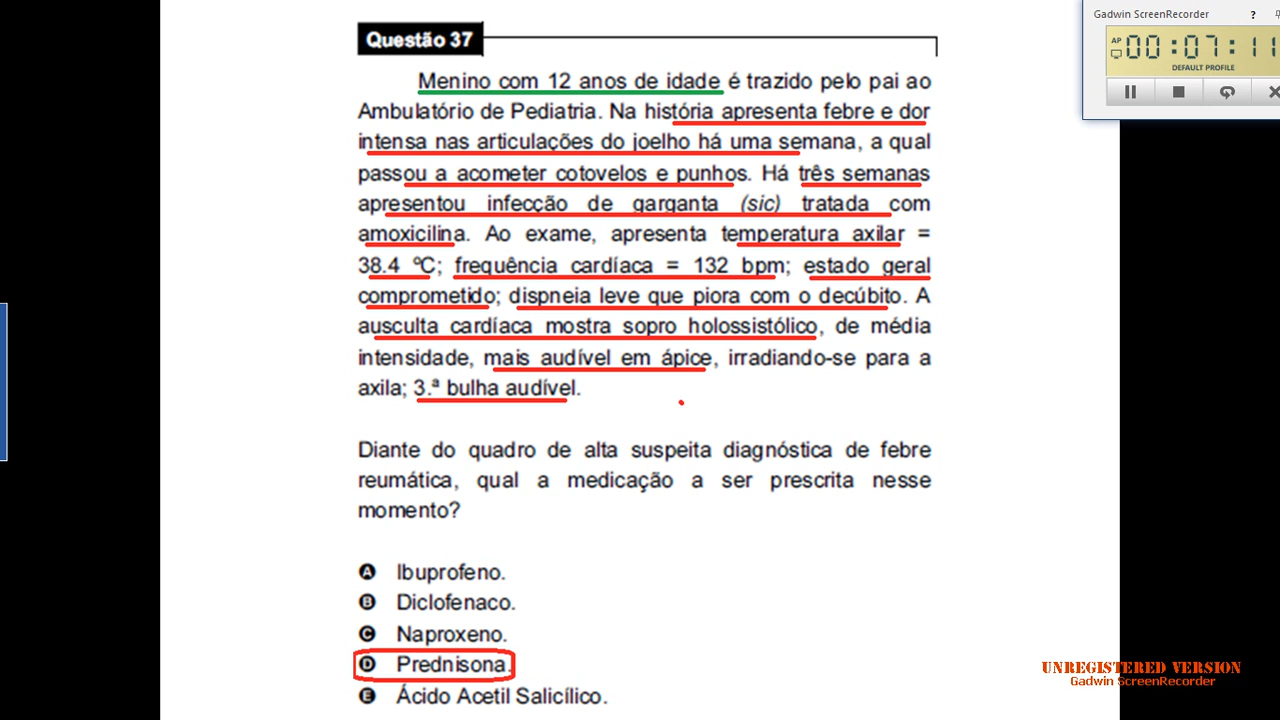 Gadwin ScreenRecorder ?
AP 00:07:11
DEFAULT PROFILE
Questão 37
Menino com 12 anos de idade é trazido pelo pai ao
Ambulatório de Pediatria. Na história apresenta febre e dor
intensa nas articulações do joelho há uma semana, a qual
passou a acometer cotovelos e punhos. Há três semanas
apresentou infecção de garganta (sic) tratada com
amoxicilina. Ao exame, apresenta temperatura axilar =
38.4 ºC; frequência cardíaca = 132 bpm; estado geral
comprometido; dispneia leve que piora com o decúbito. A
ausculta cardíaca mostra sopro holossistólico, de média
intensidade, mais audível em ápice, irradiando-se para a
axila; 3.ª bulha audível.
Diante do quadro de alta suspeita diagnóstica de febre
reumática, qual a medicação a ser prescrita nesse
momento?
A Ibuprofeno.
B Diclofenaco.
C Naproxeno.
D Prednisona.
E Ácido Acetil Salicílico.
UNREGISTERED VERSION
Gadwin ScreenRecorder